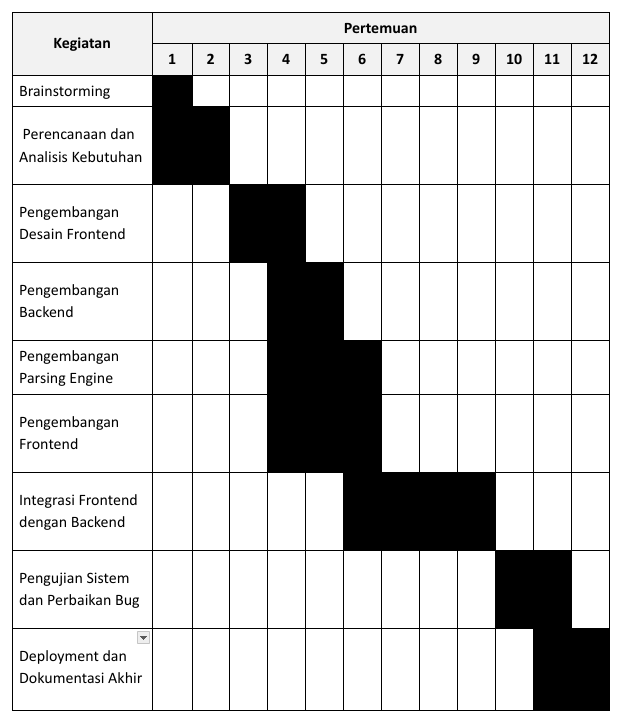 Kegiatan
Pertemuan
1 2 3 4 5 6 7 8 9 10 11 12
Brainstorming
Perencanaan dan
Analisis Kebutuhan
Pengembangan
Desain Frontend
Pengembangan
Backend
Pengembangan
Parsing Engine
Pengembangan
Frontend
Integrasi Frontend
dengan Backend
Pengujian Sistem
dan Perbaikan Bug
Deployment dan
Dokumentasi Akhir